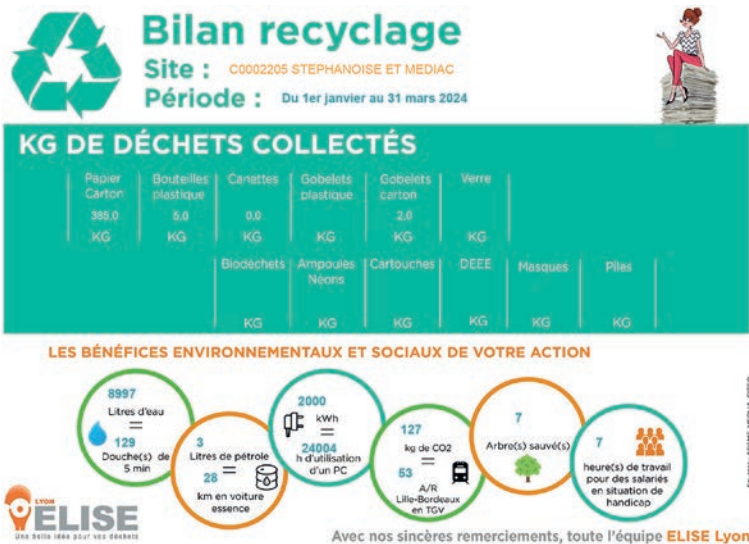 Bilan recyclage
Site : C0002205 STEPHANOISE ET MEDIAC
Période : Du 1er janvier au 31 mars 2024
KG DE DÉCHETS COLLECTÉS
Papier Carton
385,0
KG
Bouteilles plastique
5,0
KG
Canettes
0,0
KG
Gobelets plastique
KG
Gobelets carton
2,0
KG
Verre
KG
Biodéchets
KG
Ampoules Néons
KG
Cartouches
KG
DEEE
KG
Masques
KG
Piles
KG
LES BÉNÉFICES ENVIRONNEMENTAUX ET SOCIAUX DE VOTRE ACTION
8997
Litres d'eau
=
129
Douche(s) de
5 min
3
Litres de pétrole
=
28
km en voiture
essence
2000
kWh
=
24004
h d'utilisation
d'un PC
127
kg de CO2
=
53
A/R
Lille-Bordeaux
en TGV
7
Arbre(s) sauvé(s)
7
heure(s) de travail
pour des salariés
en situation de
handicap
LYON
ELISE
Une belle idée pour vos déchets
Avec nos sincères remerciements, toute l'équipe ELISE Lyon